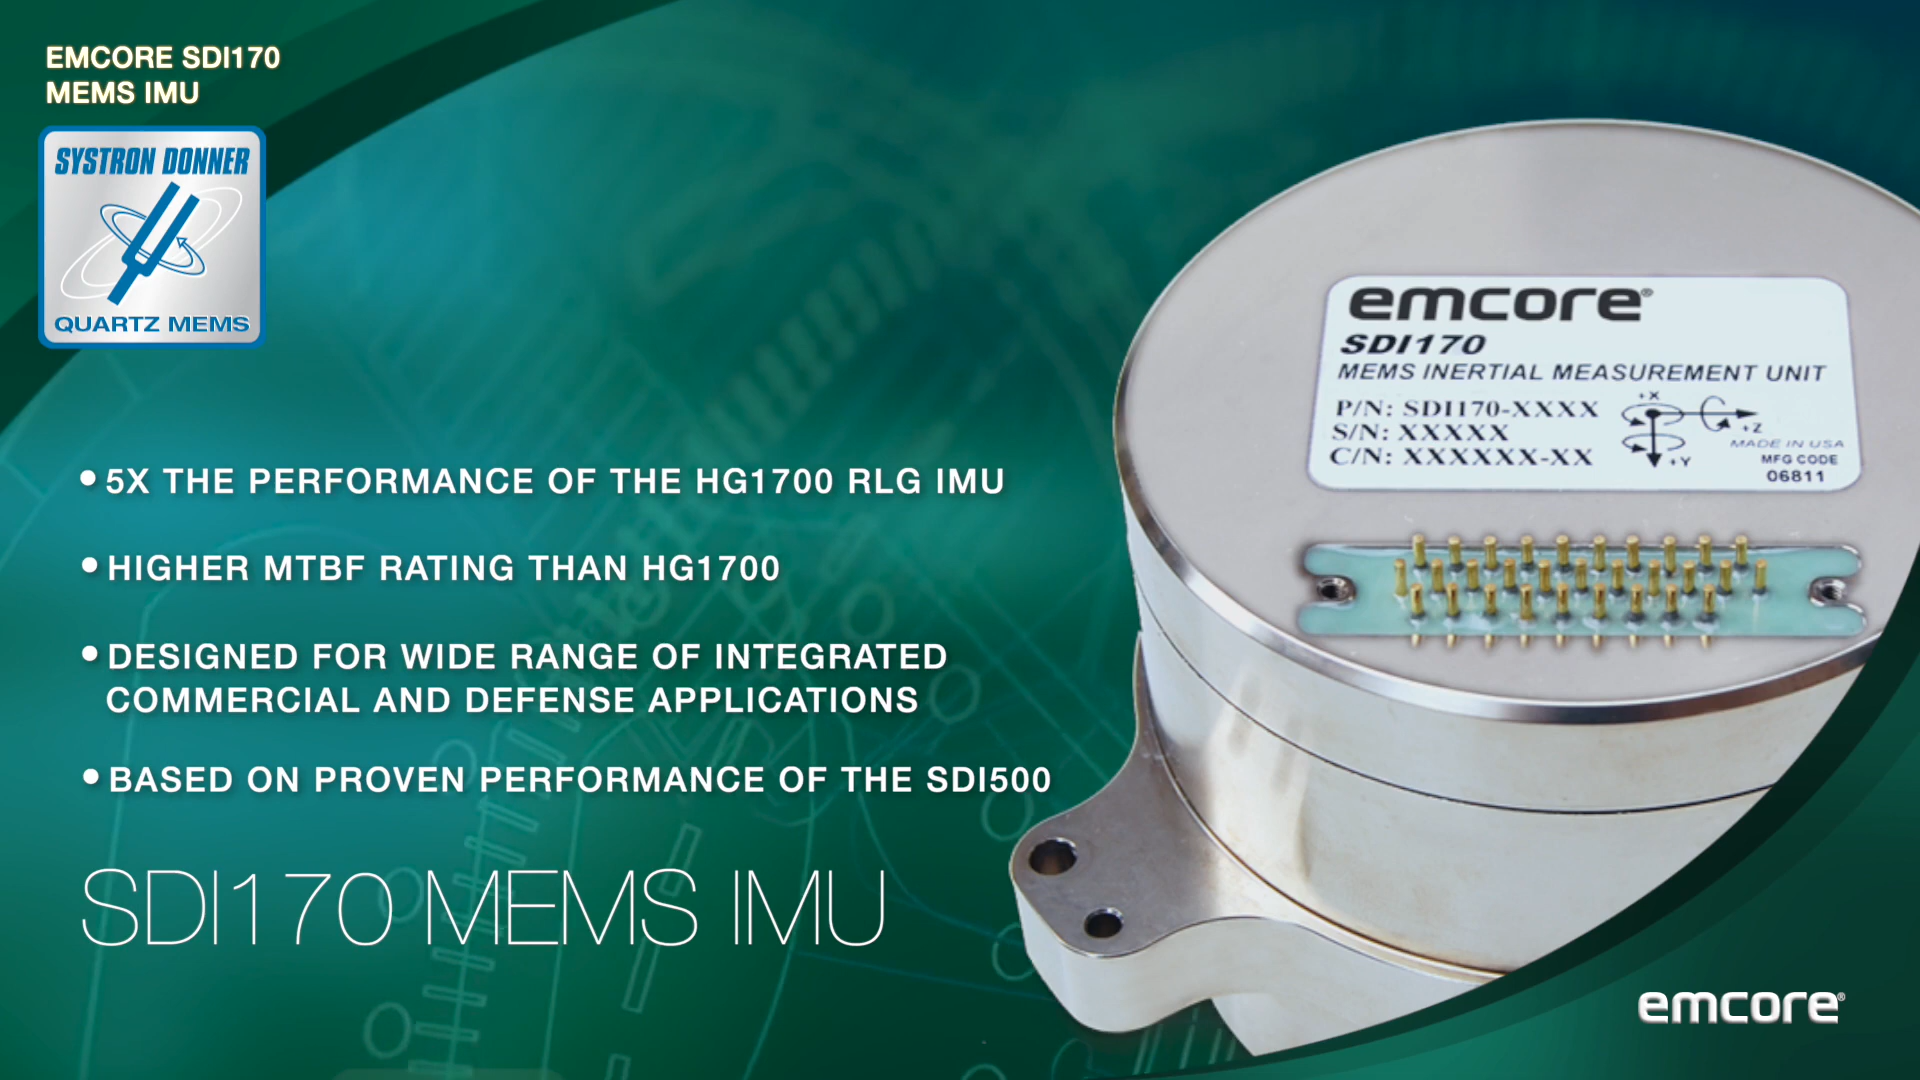 EMCORE SDI170
MEMS IMU
SYSTRON DONNER
QUARTZ MEMS
• 5X THE PERFORMANCE OF THE HG1700 RLG IMU
• HIGHER MTBF RATING THAN HG1700
• DESIGNED FOR WIDE RANGE OF INTEGRATED
COMMERCIAL AND DEFENSE APPLICATIONS
• BASED ON PROVEN PERFORMANCE OF THE SDI500
SDI170 MEMS IMU
emcore®
SDI170
MEMS INERTIAL MEASUREMENT UNIT
P/N: SDI170-XXXX
S/N: XXXXX
C/N: XXXXXX-XX
+X
+Z
+Y
MADE IN USA
MFG CODE
06811
emcore®